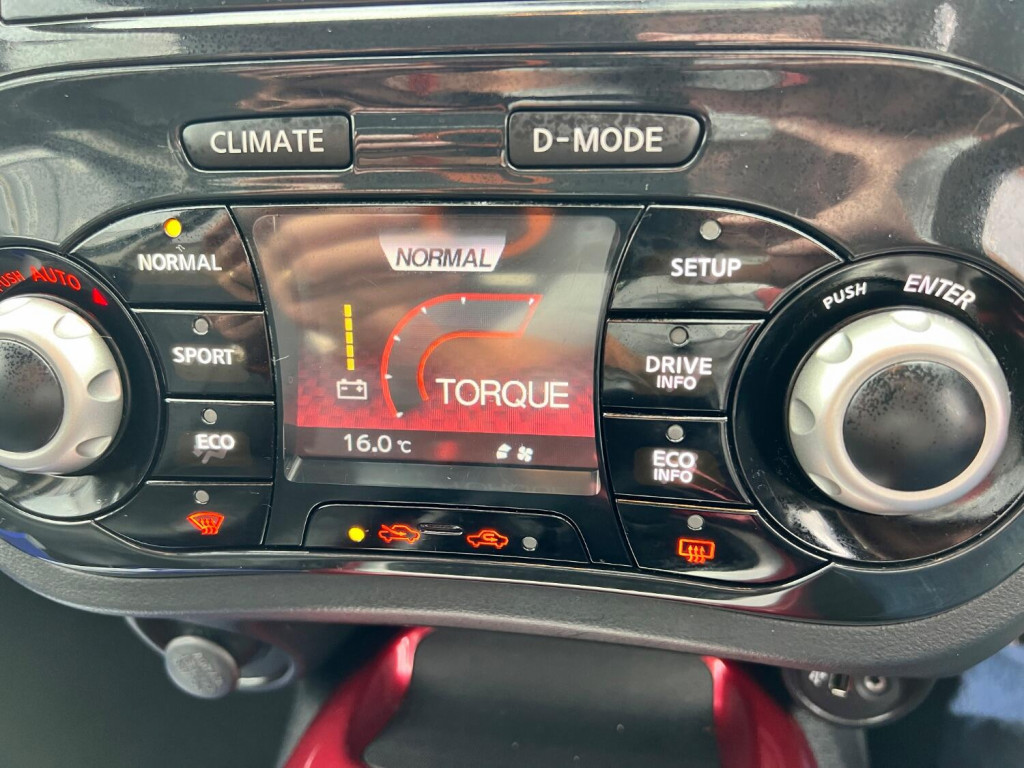 CLIMATE
D-MODE
NORMAL
NORMAL
SETUP
PUSH AUTO
PUSH ENTER
SPORT
DRIVE
INFO
TORQUE
ECO
16.0 °C
ECO
INFO